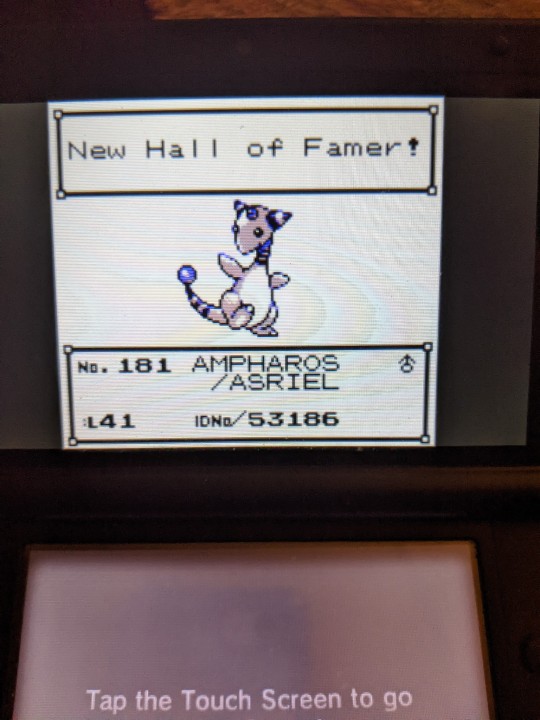 New Hall of Famer!
No. 181 AMPHAROS ♂
/ASRIEL
:L41 IDNo/53186
Tap the Touch Screen to go